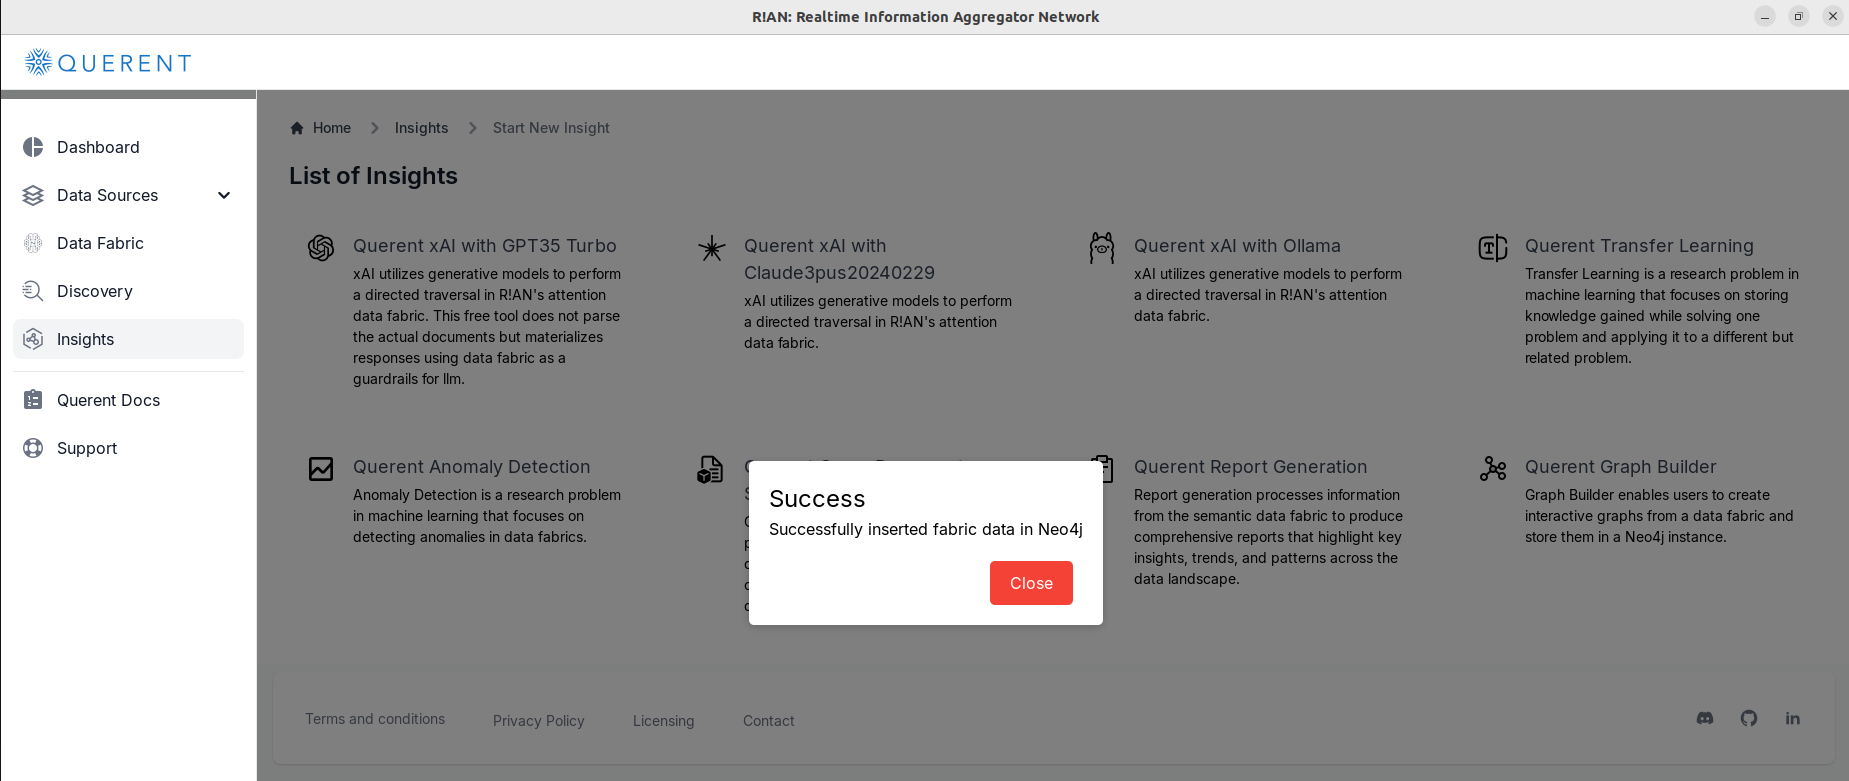 R!AN: Realtime Information Aggregator Network
QUERENT
Dashboard
Data Sources
Data Fabric
Discovery
Insights
Querent Docs
Support
Home
Insights
Start New Insight
List of Insights
Querent xAI with GPT35 Turbo
xAI utilizes generative models to perform
a directed traversal in R!AN's attention
data fabric. This free tool does not parse
the actual documents but materializes
responses using data fabric as a
guardrails for llm.
Querent xAI with
Claude3pus20240229
xAI utilizes generative models to perform
a directed traversal in R!AN's attention
data fabric.
Querent xAI with Ollama
xAI utilizes generative models to perform
a directed traversal in R!AN's attention
data fabric.
Querent Transfer Learning
Transfer Learning is a research problem in
machine learning that focuses on storing
knowledge gained while solving one
problem and applying it to a different but
related problem.
Querent Anomaly Detection
Anomaly Detection is a research problem
in machine learning that focuses on
detecting anomalies in data fabrics.
Success
Successfully inserted fabric data in Neo4j
Close
Querent Report Generation
Report generation processes information
from the semantic data fabric to produce
comprehensive reports that highlight key
insights, trends, and patterns across the
data landscape.
Querent Graph Builder
Graph Builder enables users to create
interactive graphs from a data fabric and
store them in a Neo4j instance.
Terms and conditions
Privacy Policy
Licensing
Contact